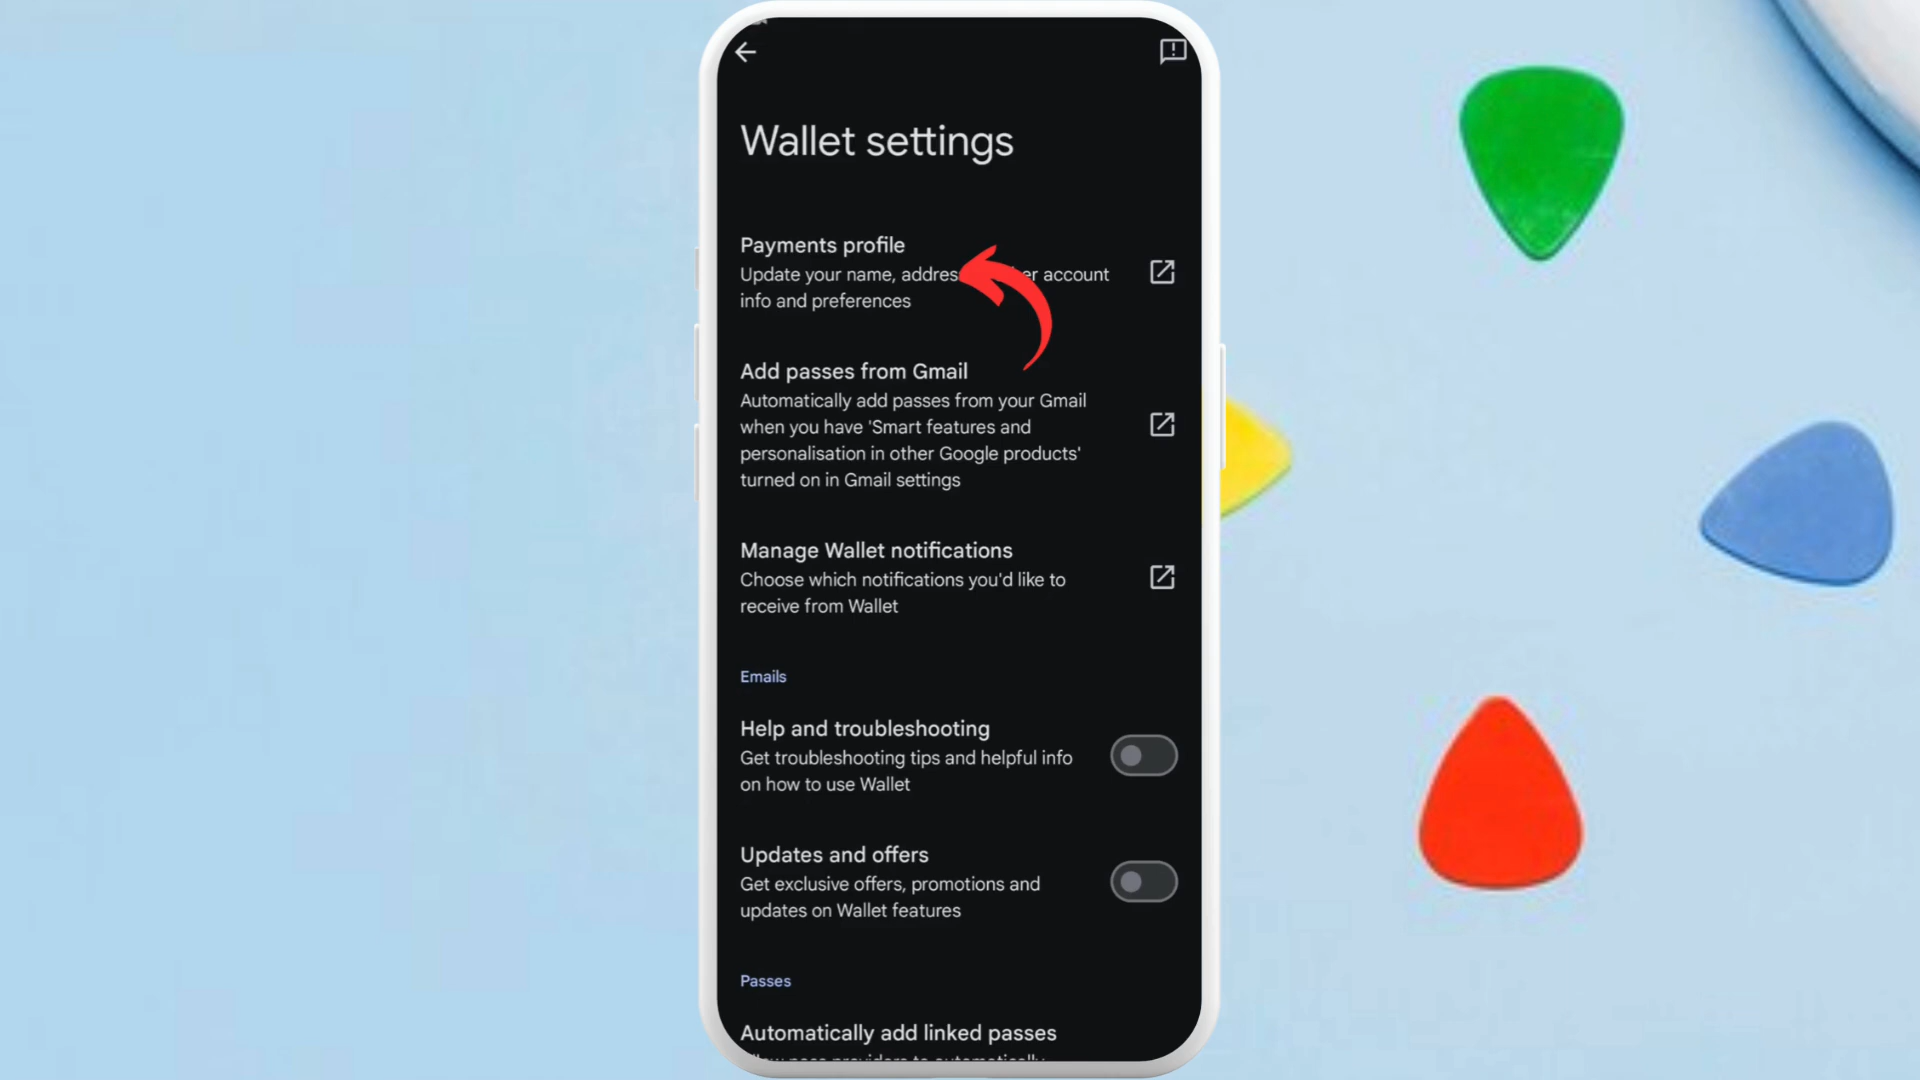 Wallet settings
Payments profile
Update your name, addres er account
info and preferences
Add passes from Gmail
Automatically add passes from your Gmail
when you have 'Smart features and
personalisation in other Google products'
turned on in Gmail settings
Manage Wallet notifications
Choose which notifications you'd like to
receive from Wallet
Emails
Help and troubleshooting
Get troubleshooting tips and helpful info
on how to use Wallet
Updates and offers
Get exclusive offers, promotions and
updates on Wallet features
Passes
Automatically add linked passes